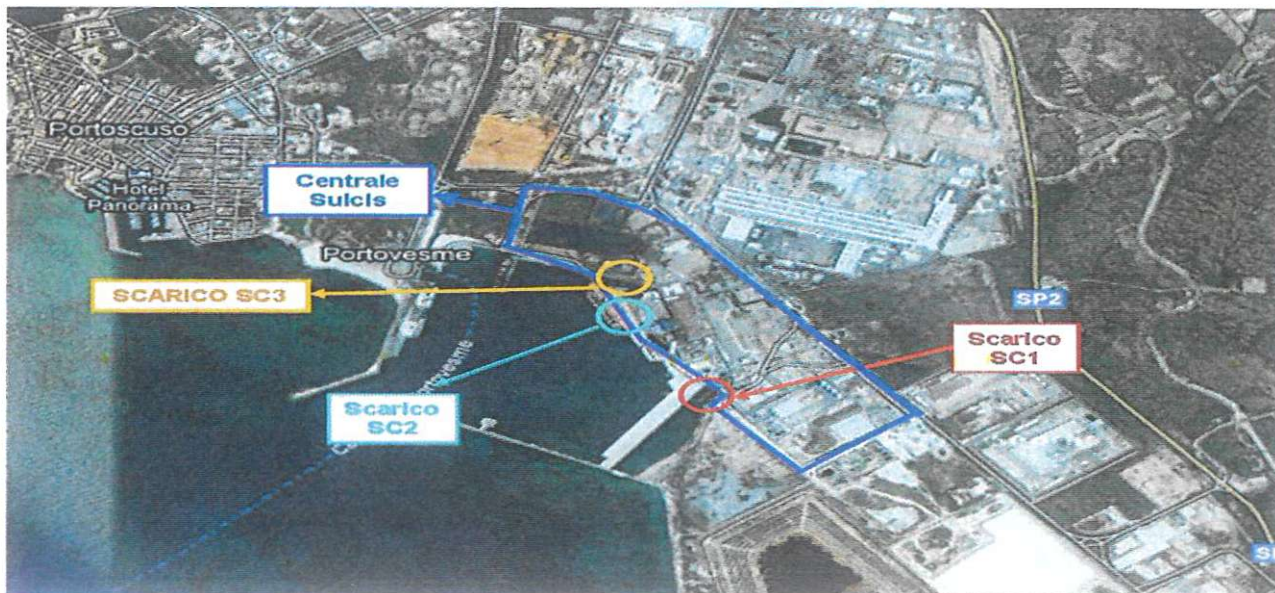 Portoscuso
Hotel
Panorama
Centrale
Sulcis
Portovesme
SCARICO SC3
SP2
Scarico
SC1
Scarico
SC2